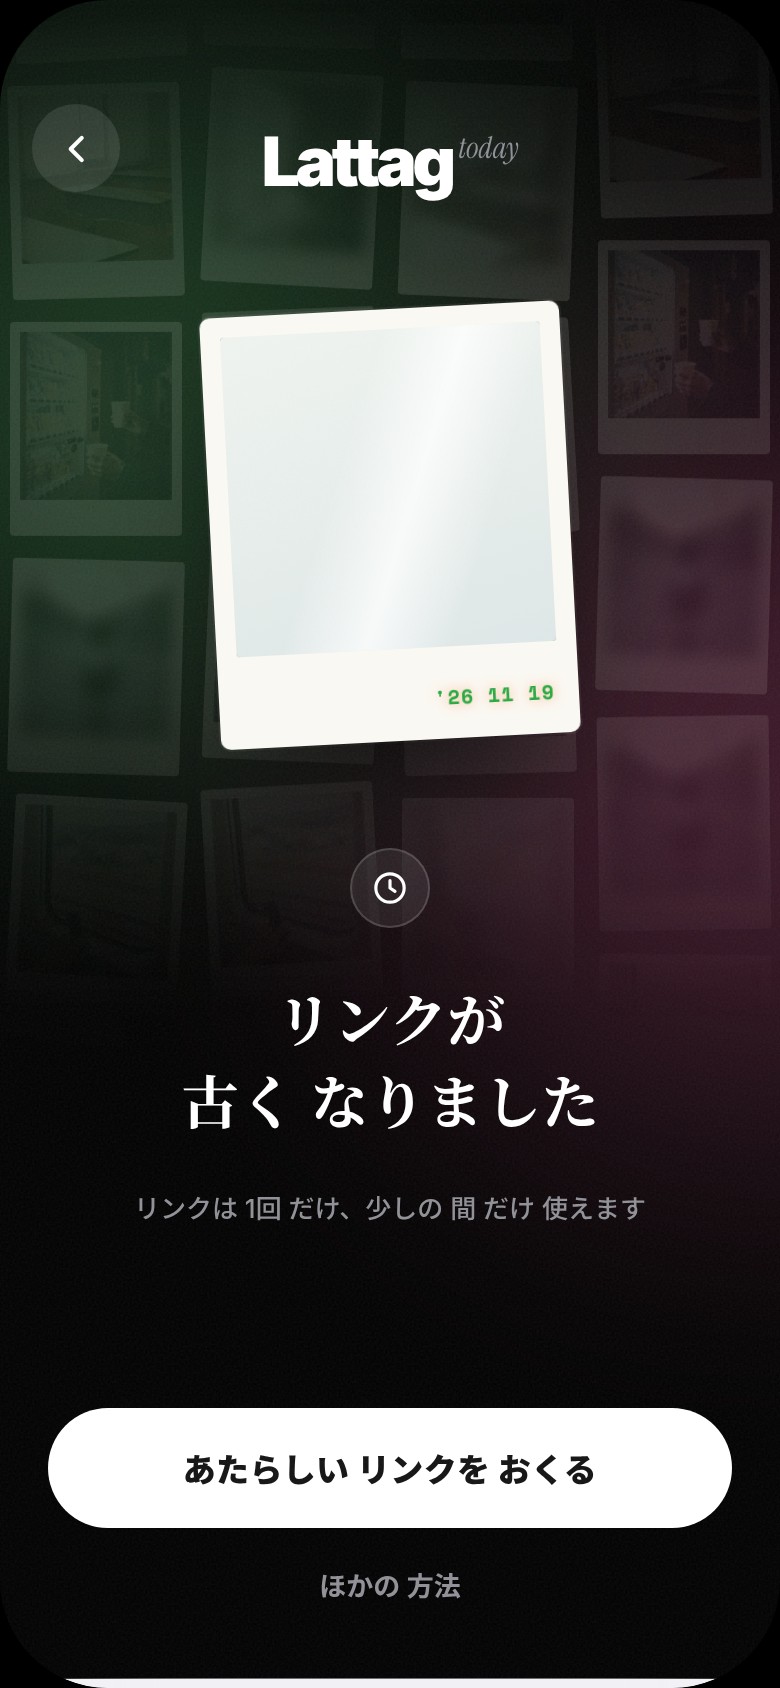 Lattag today
'26 11 19
リンクが
古く なりました
リンクは 1回 だけ、少しの 間 だけ 使えます
あたらしい リンクを おくる
ほかの 方法